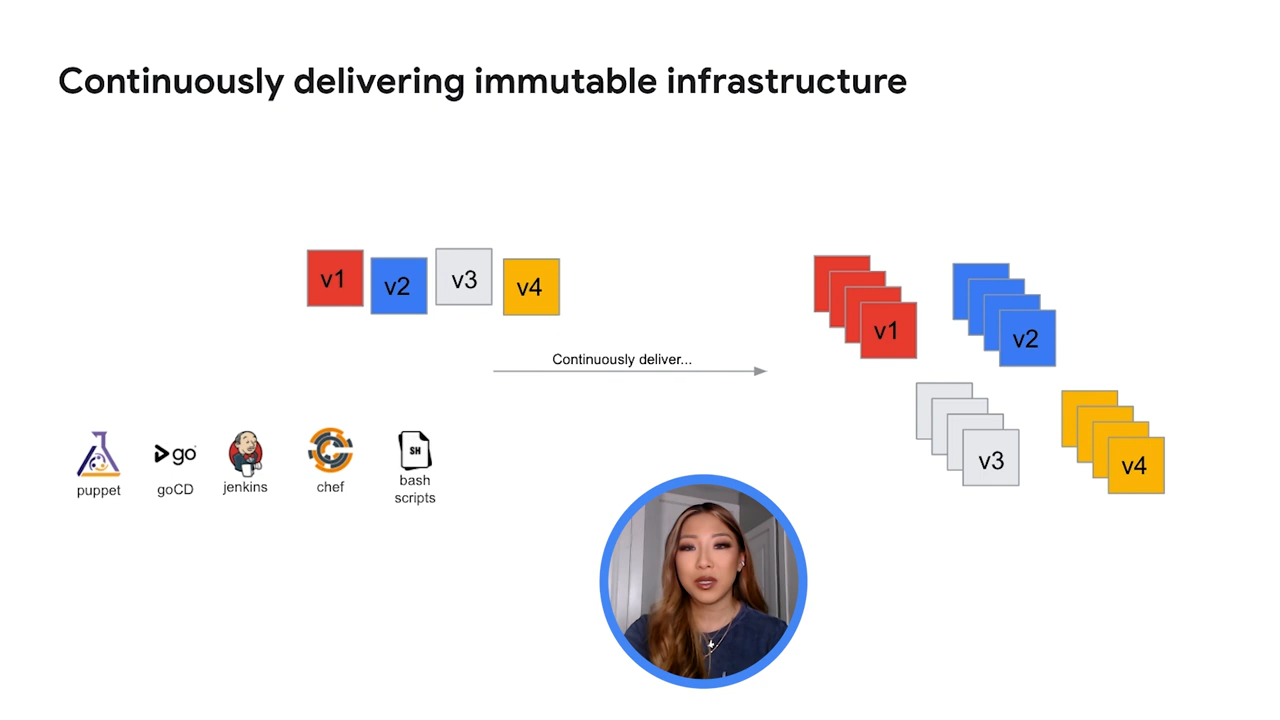 Continuously delivering immutable infrastructure
v1
v2
v3
v4
Continuously deliver...
v1
v2
v3
v4
go
SH
puppet
goCD
jenkins
chef
bash
scripts